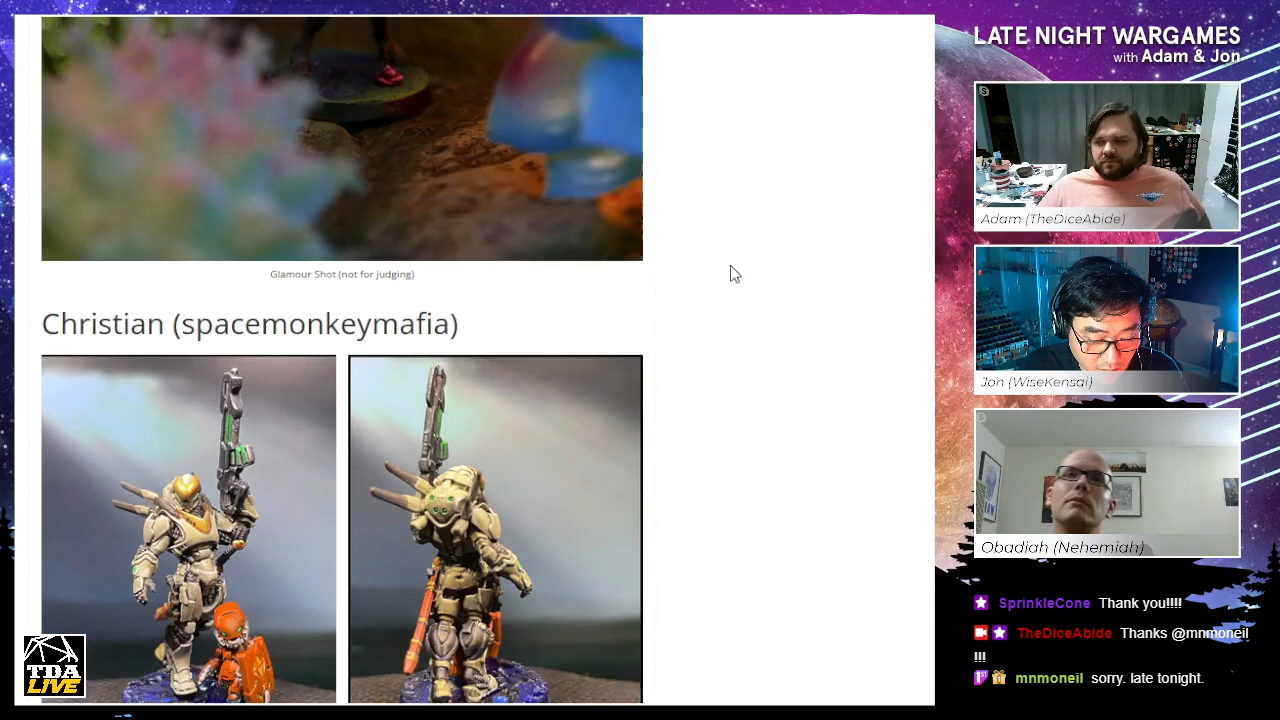 LATE NIGHT WARGAMES
with Adam & Jon
Glamour Shot (not for judging)
Christian (spacemonkeymafia)
Adam (TheDiceAbide)
Jon (WiseKensai)
Obadiah (Nehemiah)
SprinkleCone Thank you!!!!
TheDiceAbide Thanks @mnmoneil
!!!
mnmoneil sorry. late tonight.
TDA
LIVE